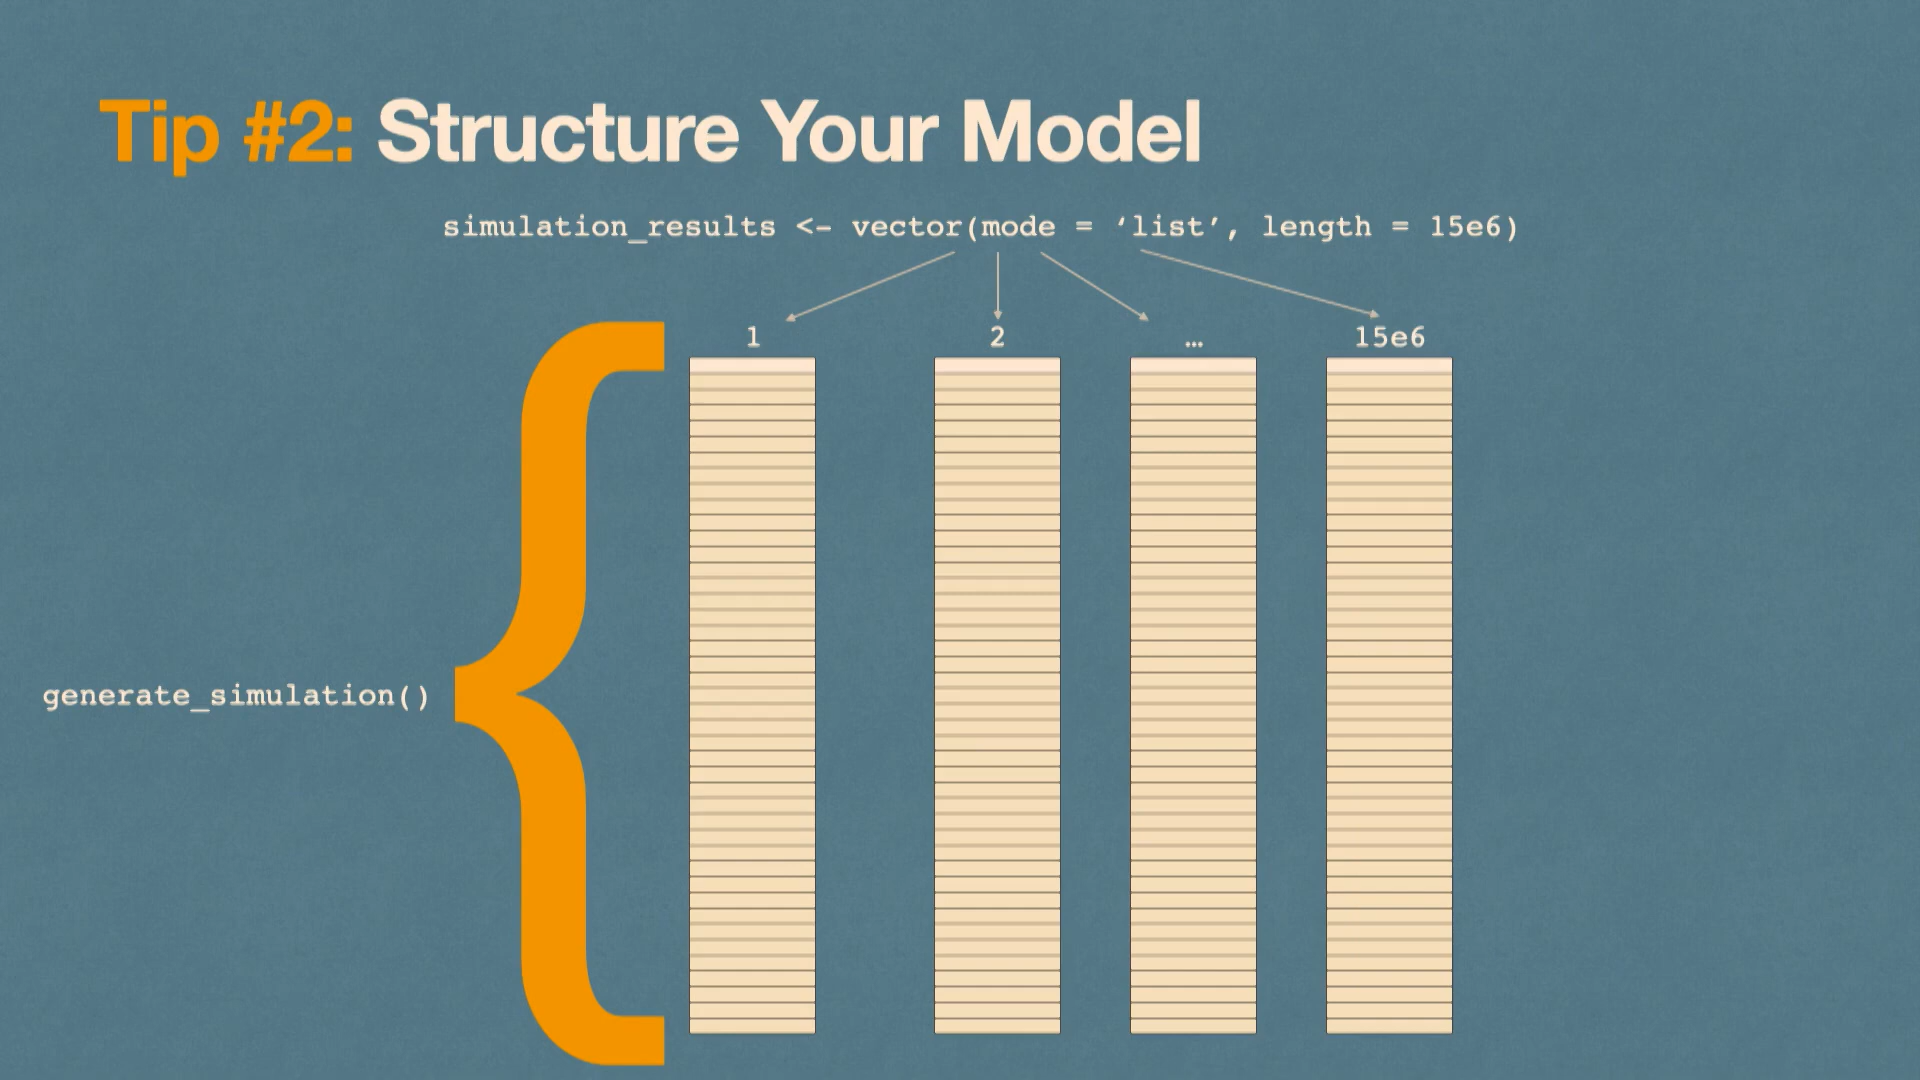 Tip #2: Structure Your Model
simulation_results <- vector(mode = ‘list’, length = 15e6)
1 2 … 15e6
generate_simulation()